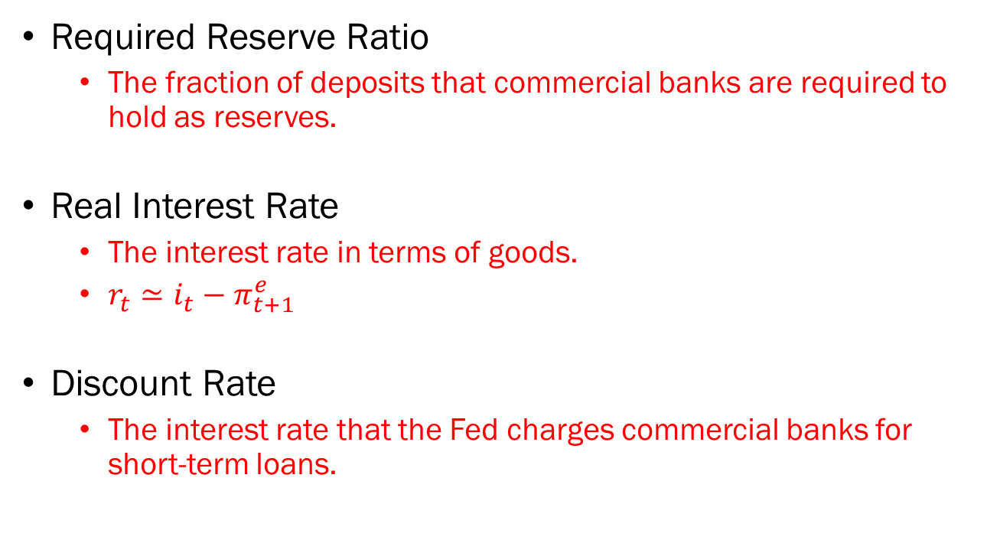 • Required Reserve Ratio
• The fraction of deposits that commercial banks are required to
hold as reserves.
• Real Interest Rate
• The interest rate in terms of goods.
• $r_t \simeq i_t - \pi_{t+1}^e$
• Discount Rate
• The interest rate that the Fed charges commercial banks for
short-term loans.